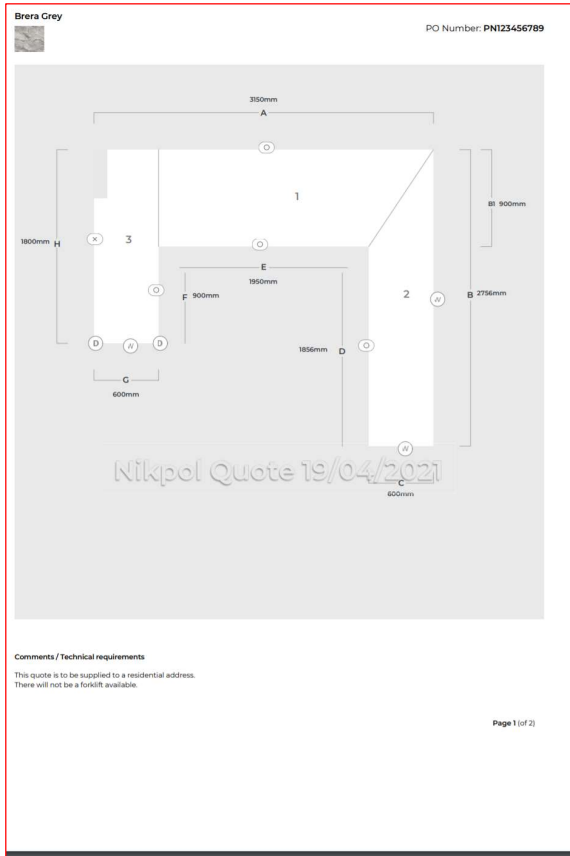 Brera Grey
PO Number: PN123456789
3150mm
A
O
1
B1 900mm
1800mm H
X
3
O
E
1950mm
O
F 900mm
2
W
B 2756mm
D
W
D
1856mm D
O
G
600mm
W
Nikpol Quote 19/04/2021
C
600mm
Comments / Technical requirements
This quote is to be supplied to a residential address.
There will not be a forklift available.
Page 1 (of 2)